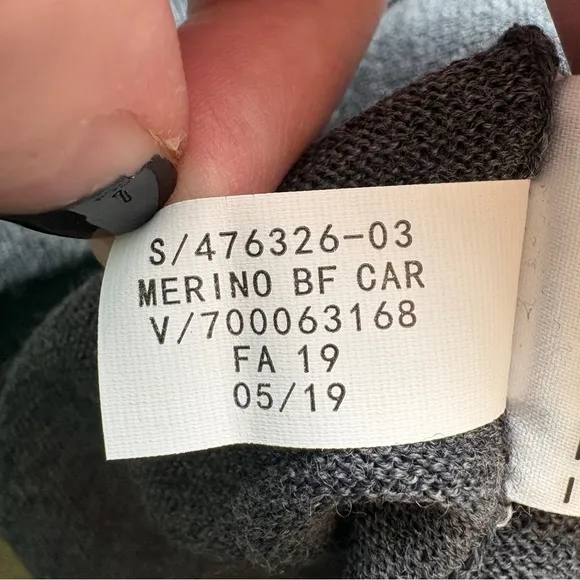 S/476326-03
MERINO BF CAR
V/700063168
FA 19
05/19